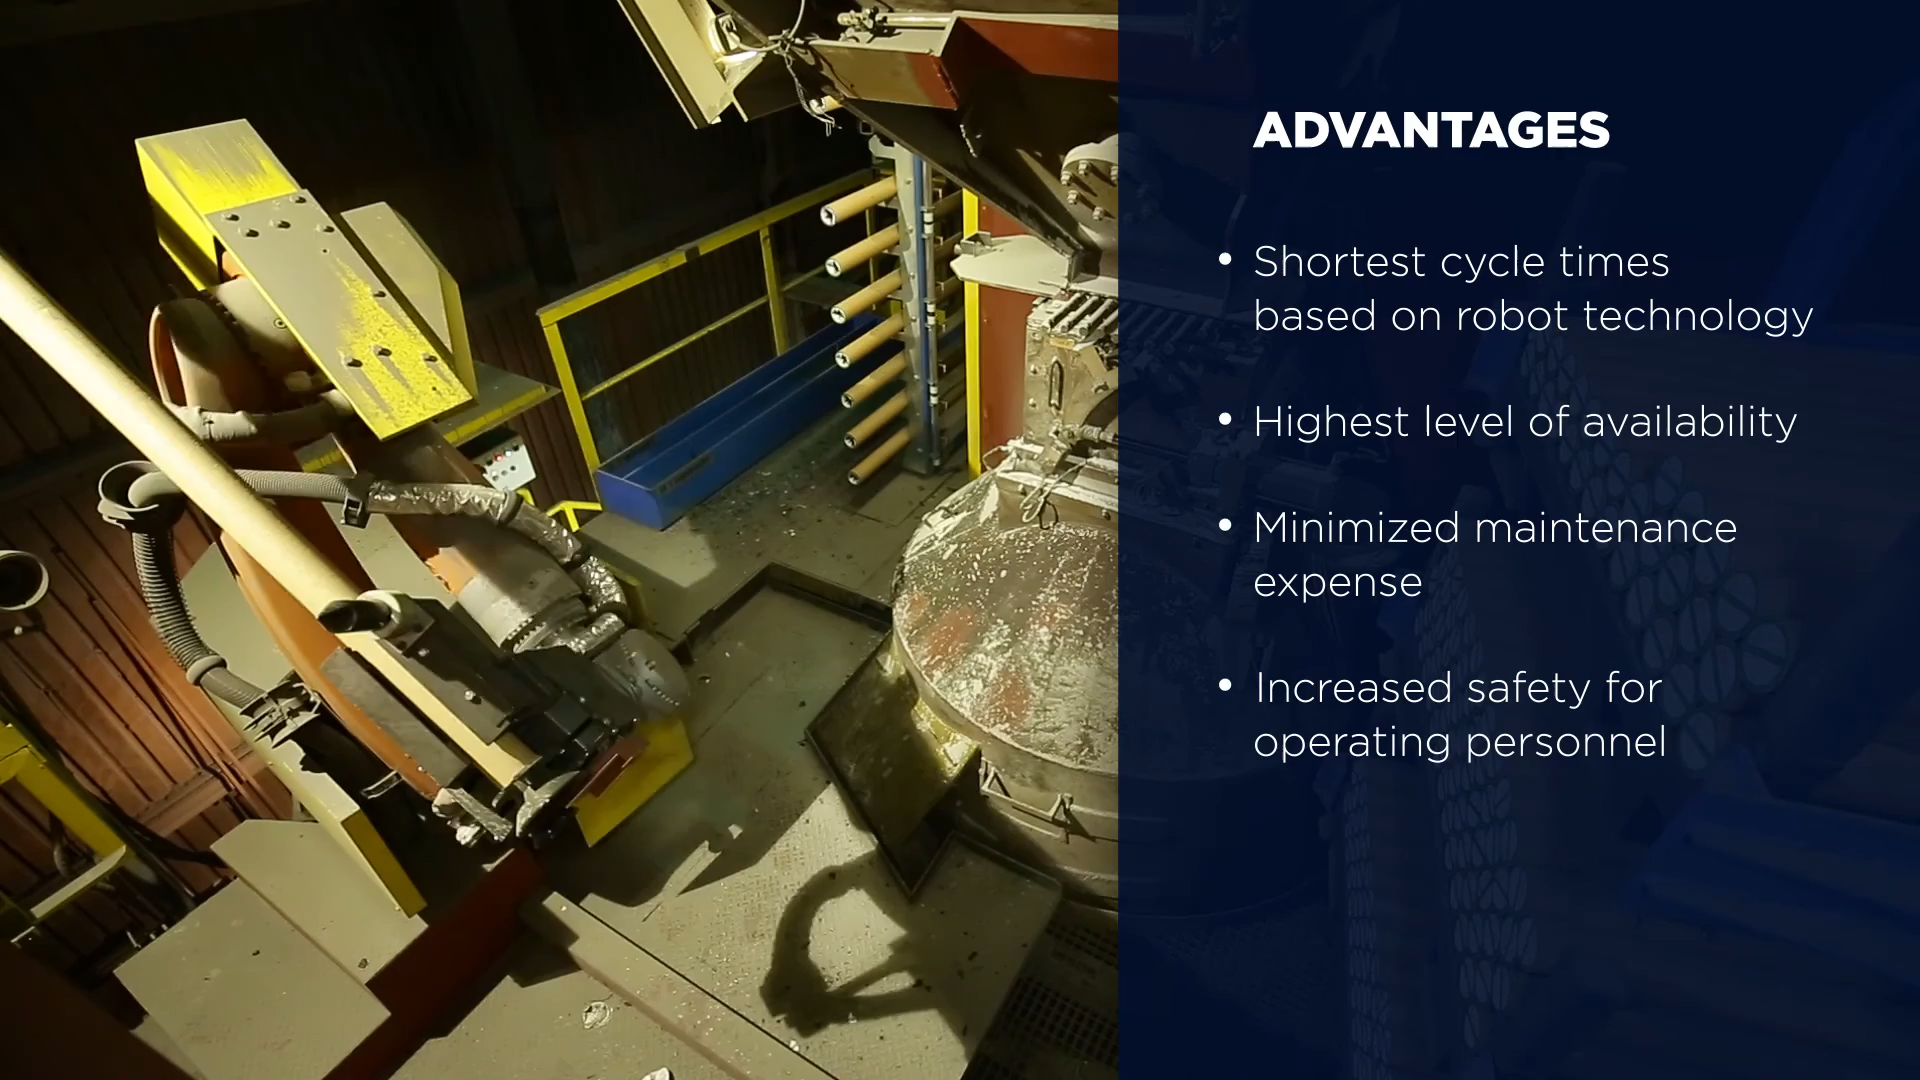 ADVANTAGES
• Shortest cycle times
based on robot technology
• Highest level of availability
• Minimized maintenance
expense
• Increased safety for
operating personnel